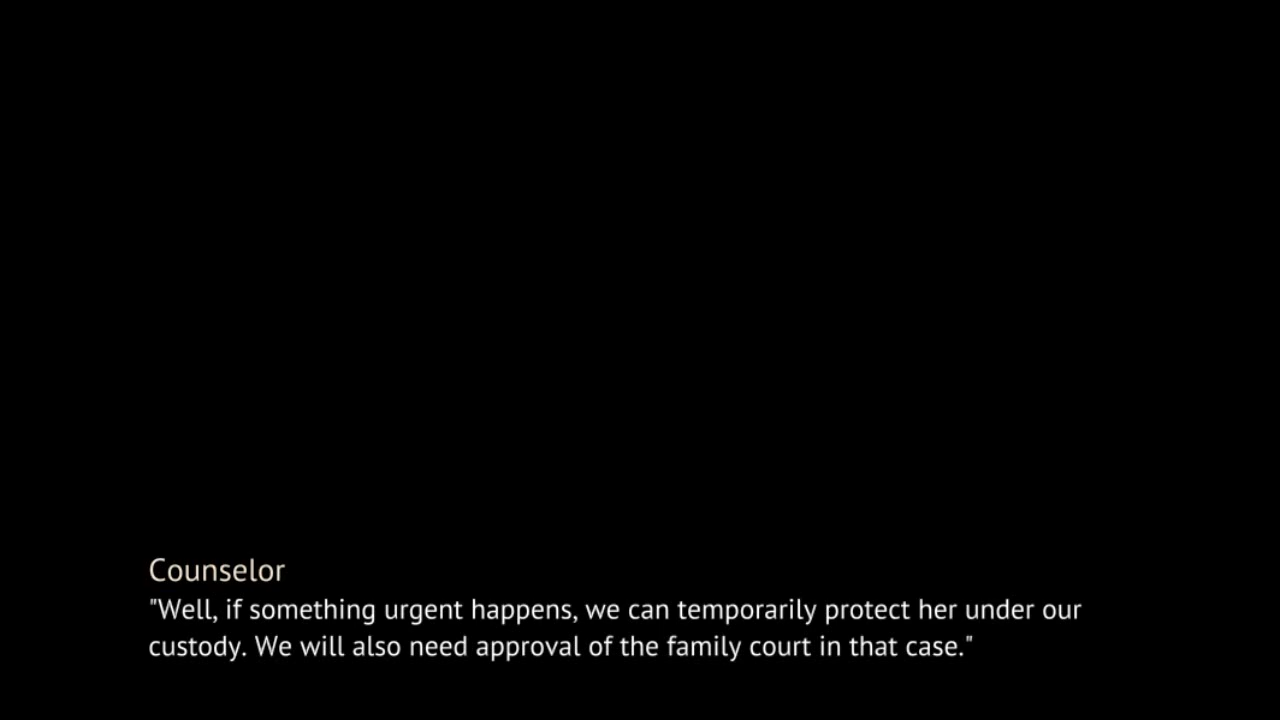 Counselor
"Well, if something urgent happens, we can temporarily protect her under our
custody. We will also need approval of the family court in that case."